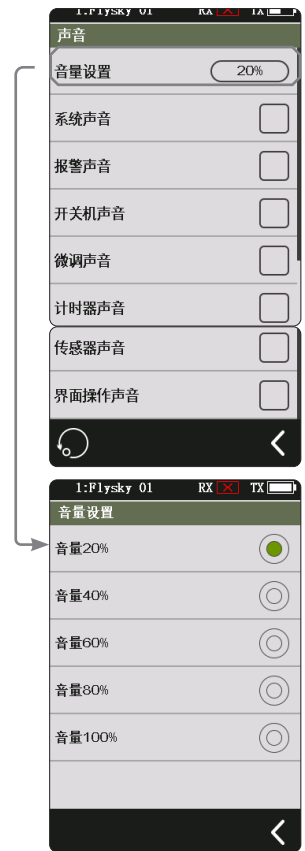 1:Flysky 01 RX TX
声音
音量设置 20%
系统声音
报警声音
开关机声音
微调声音
计时器声音
传感器声音
界面操作声音
1:Flysky 01 RX TX
音量设置
音量20%
音量40%
音量60%
音量80%
音量100%